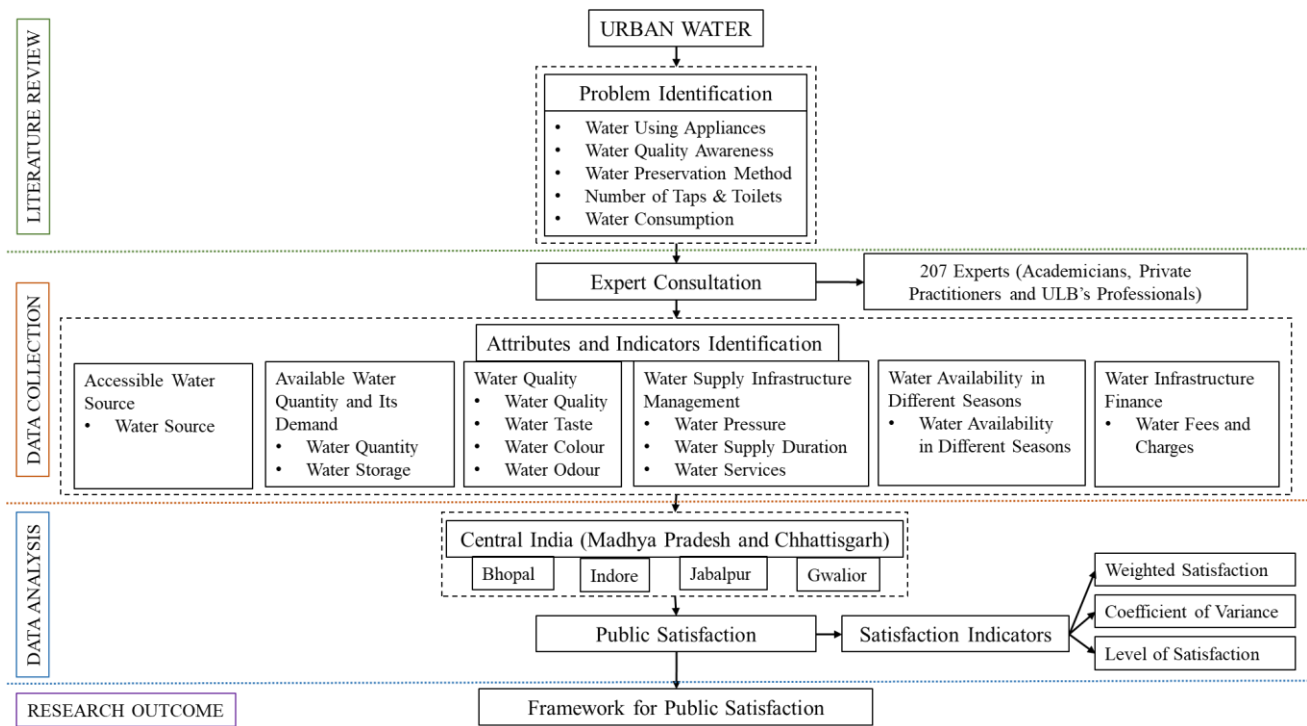 LITERATURE REVIEW
URBAN WATER
Problem Identification
• Water Using Appliances
• Water Quality Awareness
• Water Preservation Method
• Number of Taps & Toilets
• Water Consumption
DATA COLLECTION
Expert Consultation
207 Experts (Academicians, Private
Practitioners and ULB's Professionals)
Attributes and Indicators Identification
Accessible Water
Source
• Water Source
Available Water
Quantity and Its
Demand
• Water Quantity
• Water Storage
Water Quality
• Water Quality
• Water Taste
• Water Colour
• Water Odour
Water Supply Infrastructure
Management
• Water Pressure
• Water Supply Duration
• Water Services
Water Availability in
Different Seasons
• Water Availability
in Different Seasons
Water Infrastructure
Finance
• Water Fees and
Charges
DATA ANALYSIS
Central India (Madhya Pradesh and Chhattisgarh)
Bhopal
Indore
Jabalpur
Gwalior
Public Satisfaction
Satisfaction Indicators
Weighted Satisfaction
Coefficient of Variance
Level of Satisfaction
RESEARCH OUTCOME
Framework for Public Satisfaction